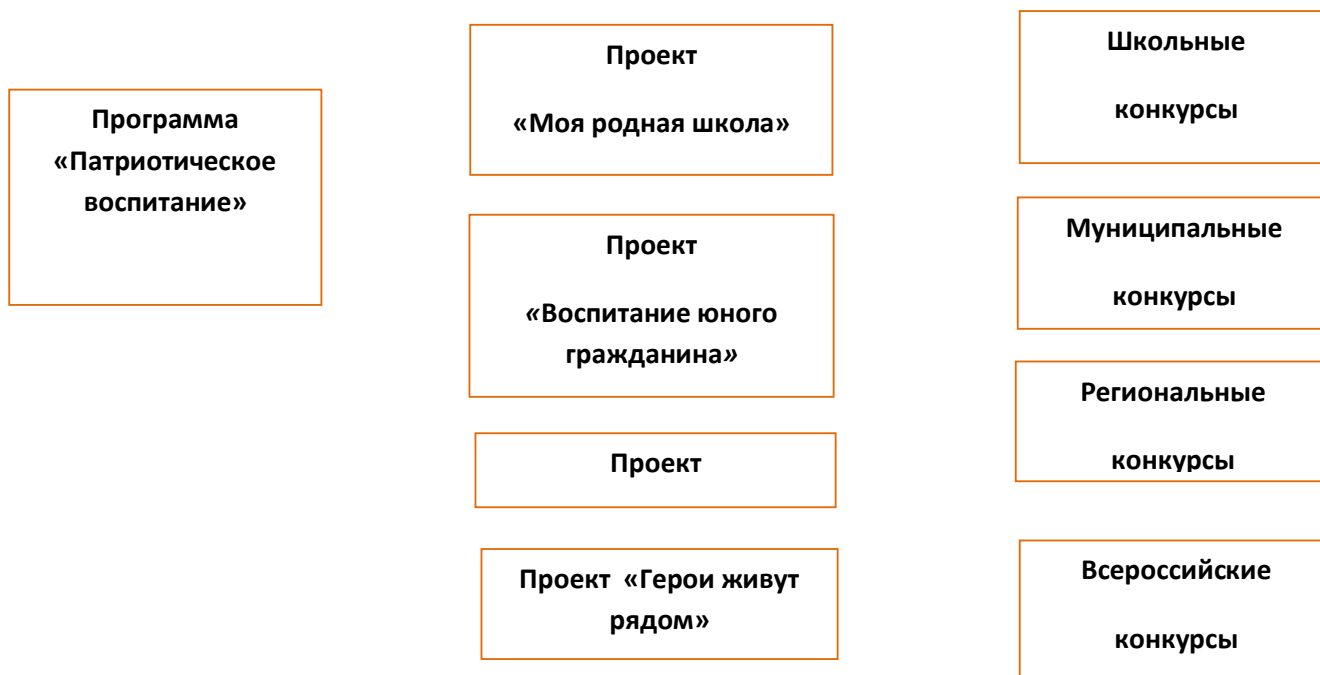 Программа
«Патриотическое
воспитание»
Проект
«Моя родная школа»
Проект
«Воспитание юного
гражданина»
Проект
Проект «Герои живут
рядом»
Школьные
конкурсы
Муниципальные
конкурсы
Региональные
конкурсы
Всероссийские
конкурсы